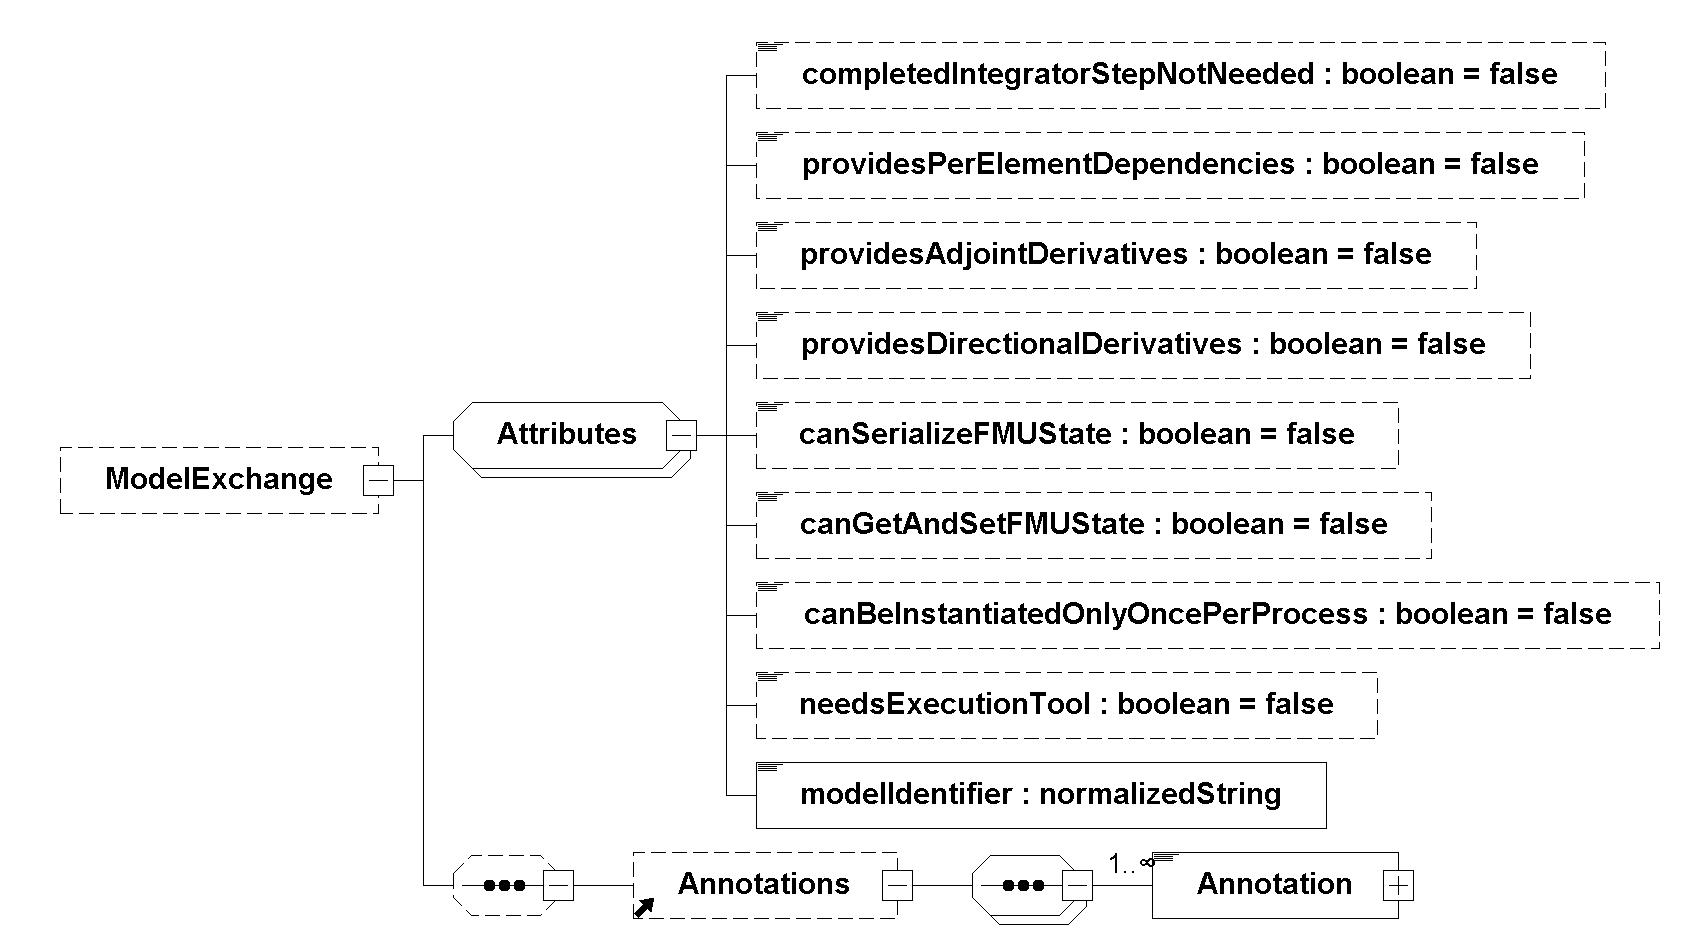 completedIntegratorStepNotNeeded : boolean = false
providesPerElementDependencies : boolean = false
providesAdjointDerivatives : boolean = false
providesDirectionalDerivatives : boolean = false
Attributes
canSerializeFMUState : boolean = false
ModelExchange
canGetAndSetFMUState : boolean = false
canBeInstantiatedOnlyOncePerProcess : boolean = false
needsExecutionTool : boolean = false
modelIdentifier : normalizedString
1..∞
Annotations
Annotation